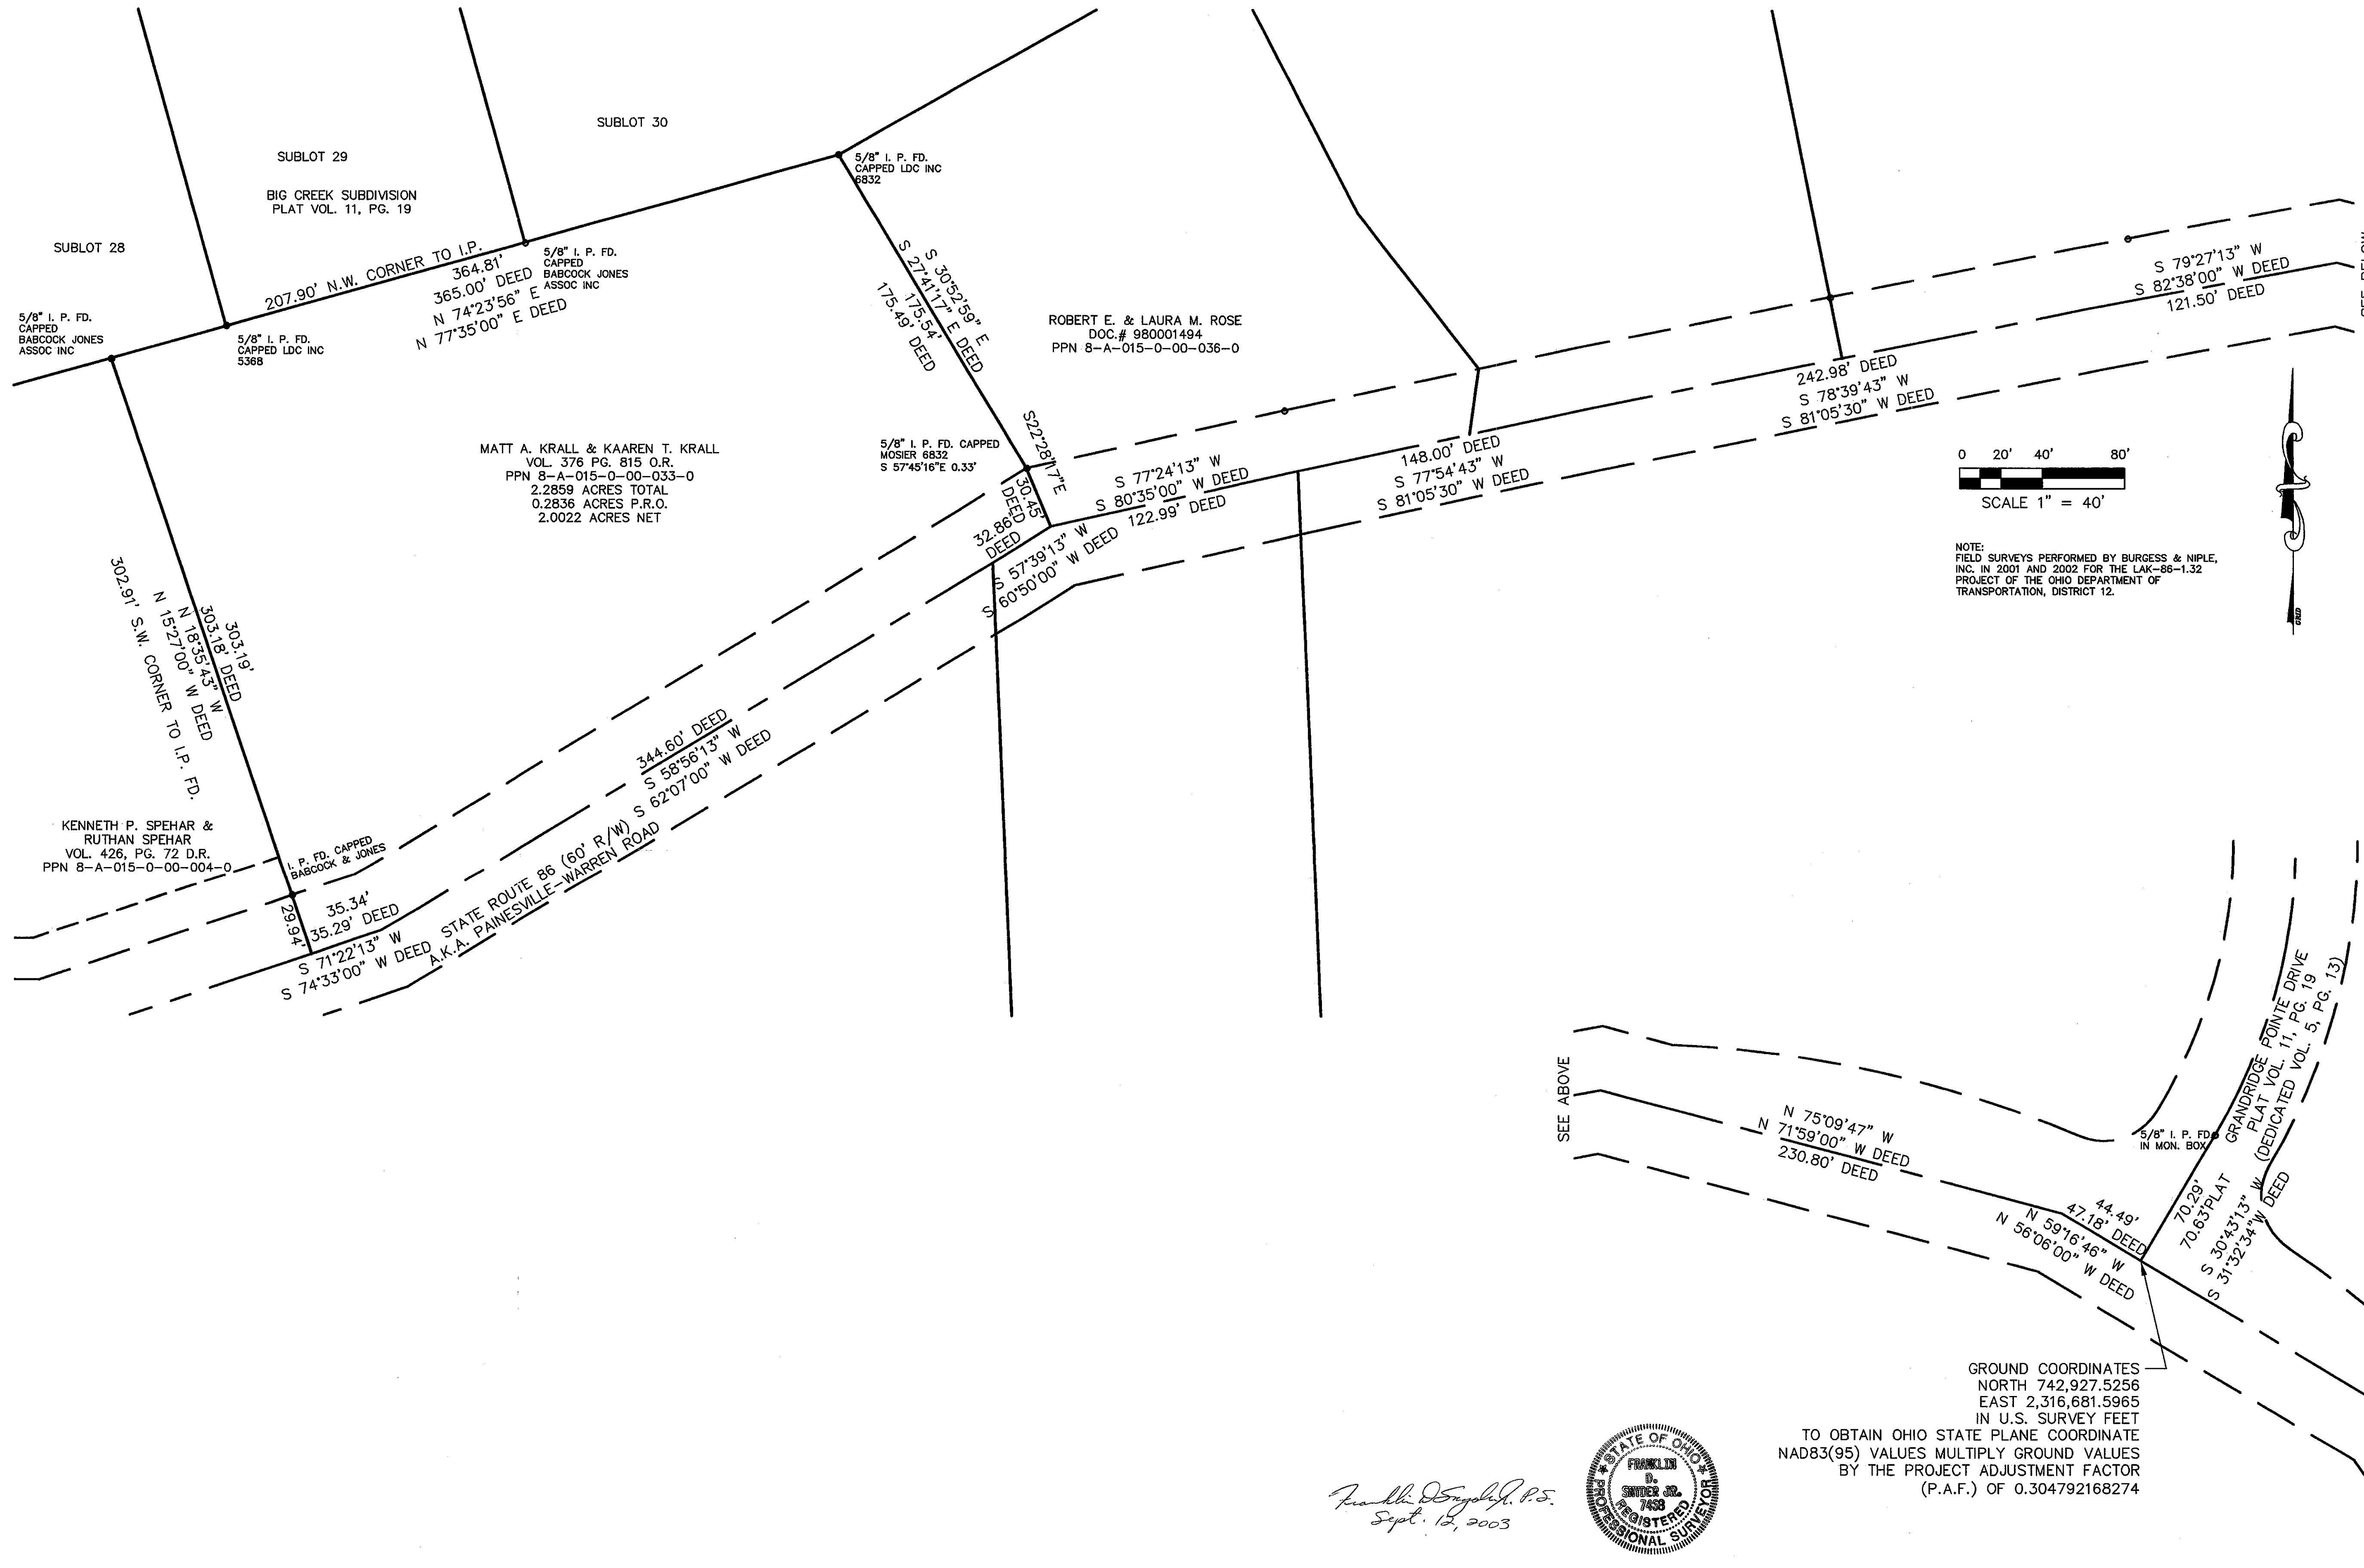 SUBLOT 30
SUBLOT 29
BIG CREEK SUBDIVISION
PLAT VOL. 11, PG. 19
SUBLOT 28
5/8" I. P. FD.
CAPPED LDC INC
6832
207.90' N.W. CORNER TO I.P.
364.81'
365.00' DEED
N 74°23'56" E
N 77°35'00" E DEED
5/8" I. P. FD.
CAPPED
BABCOCK JONES
ASSOC INC
5/8" I. P. FD.
CAPPED
BABCOCK JONES
ASSOC INC
5/8" I. P. FD.
CAPPED LDC INC
5368
S 30°52'59" E
S 27°41'17" E DEED
175.54'
175.49' DEED
ROBERT E. & LAURA M. ROSE
DOC.# 980001494
PPN 8-A-015-0-00-036-0
S 79°27'13" W
S 82°38'00" W DEED
121.50' DEED
242.98' DEED
S 78°39'43" W
S 81°05'30" W DEED
148.00' DEED
S 77°54'43" W
S 81°05'30" W DEED
S 77°24'13" W
S 80°35'00" W DEED
122.99' DEED
S22°28'17"E
30.45'
DEED
5/8" I. P. FD. CAPPED
MOSIER 6832
S 57°45'16"E 0.33'
32.86'
DEED
S 57°39'13" W
S 60°50'00" W DEED
MATT A. KRALL & KAAREN T. KRALL
VOL. 376 PG. 815 O.R.
PPN 8-A-015-0-00-033-0
2.2859 ACRES TOTAL
0.2836 ACRES P.R.O.
2.0022 ACRES NET
0 20' 40' 80'
SCALE 1" = 40'
NOTE:
FIELD SURVEYS PERFORMED BY BURGESS & NIPLE,
INC. IN 2001 AND 2002 FOR THE LAK-86-1.32
PROJECT OF THE OHIO DEPARTMENT OF
TRANSPORTATION, DISTRICT 12.
GRID
303.19'
303.18' DEED
N 18°35'43" W
N 15°27'00" W DEED
302.91' S.W. CORNER TO I.P. FD.
344.60' DEED
S 58°56'13" W
S 62°07'00" W DEED
KENNETH P. SPEHAR &
RUTHAN SPEHAR
VOL. 426, PG. 72 D.R.
PPN 8-A-015-0-00-004-0
I. P. FD. CAPPED
BABCOCK & JONES
29.94'
35.34'
35.29' DEED
S 71°22'13" W
S 74°33'00" W DEED
STATE ROUTE 86 (60' R/W)
A.K.A. PAINESVILLE-WARREN ROAD
SEE ABOVE
N 75°09'47" W
N 71°59'00" W DEED
230.80' DEED
5/8" I. P. FD
IN MON. BOX
GRANDRIDGE POINTE DRIVE
PLAT VOL. 11, PG. 19
(DEDICATED VOL. 5, PG. 13)
70.29'
70.63'PLAT
S 30°43'13" W
S 31°32'34"W DEED
44.49'
47.18' DEED
N 59°16'46" W
N 56°06'00" W DEED
GROUND COORDINATES
NORTH 742,927.5256
EAST 2,316,681.5965
IN U.S. SURVEY FEET
TO OBTAIN OHIO STATE PLANE COORDINATE
NAD83(95) VALUES MULTIPLY GROUND VALUES
BY THE PROJECT ADJUSTMENT FACTOR
(P.A.F.) OF 0.304792168274
Franklin D Snyder Jr. P.S.
Sept. 12, 2003
STATE OF OHIO
FRANKLIN
D.
SNYDER JR.
7458
REGISTERED
PROFESSIONAL SURVEYOR